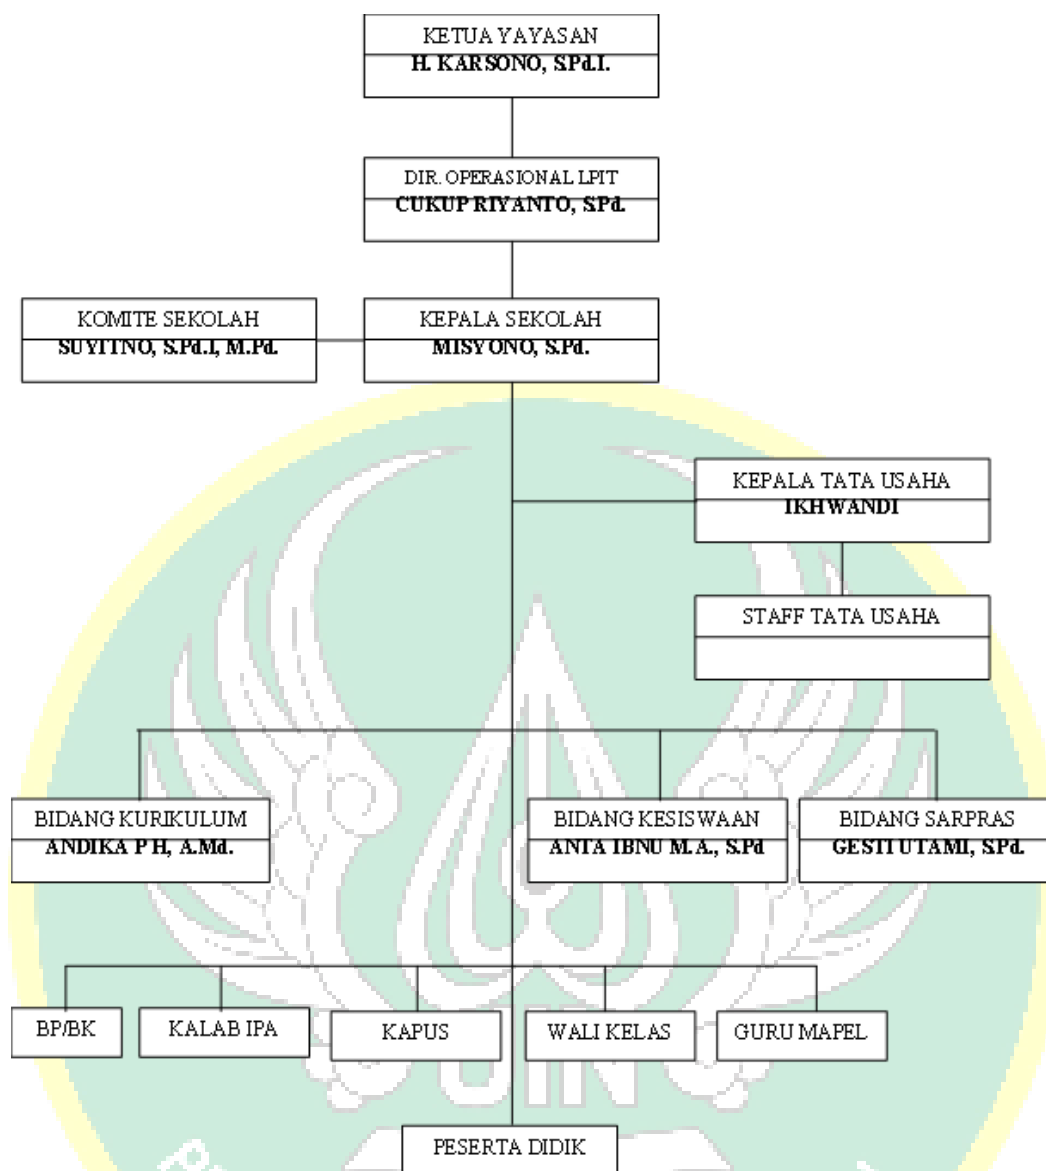 KETUA YAYASAN
H. KARSONO, S.Pd.I.
DIR. OPERASIONAL LPIT
CUKUP RIYANTO, S.Pd.
KOMITE SEKOLAH
SUYITNO, S.Pd.I, M.Pd.
KEPALA SEKOLAH
MISYONO, S.Pd.
KEPALA TATA USAHA
IKHWANDI
STAFF TATA USAHA
BIDANG KURIKULUM
ANDIKA P H, A.Md.
BIDANG KESISWAAN
ANTA IBNU M.A., S.Pd
BIDANG SARPRAS
GESTI UTAMI, S.Pd.
BP/BK
KALAB IPA
KAPUS
WALI KELAS
GURU MAPEL
UIN
PESERTA DIDIK